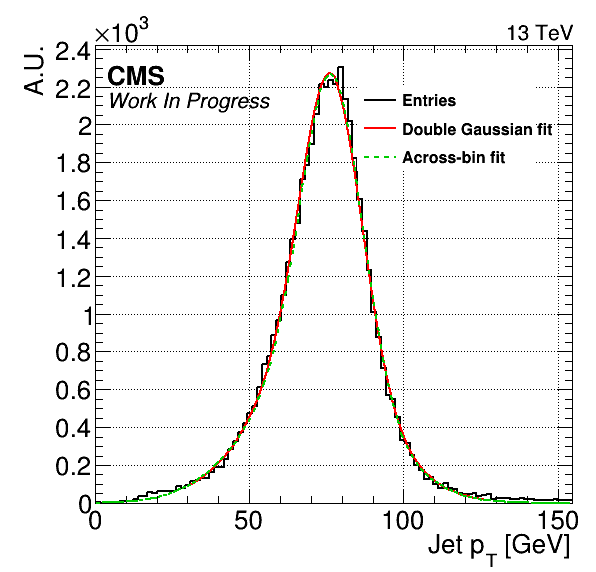 ×10³
13 TeV
A.U.
CMS
Work In Progress
Entries
Double Gaussian fit
Across-bin fit
2.4
2.2
2
1.8
1.6
1.4
1.2
1
0.8
0.6
0.4
0.2
0
0 50 100 150
Jet p_T [GeV]